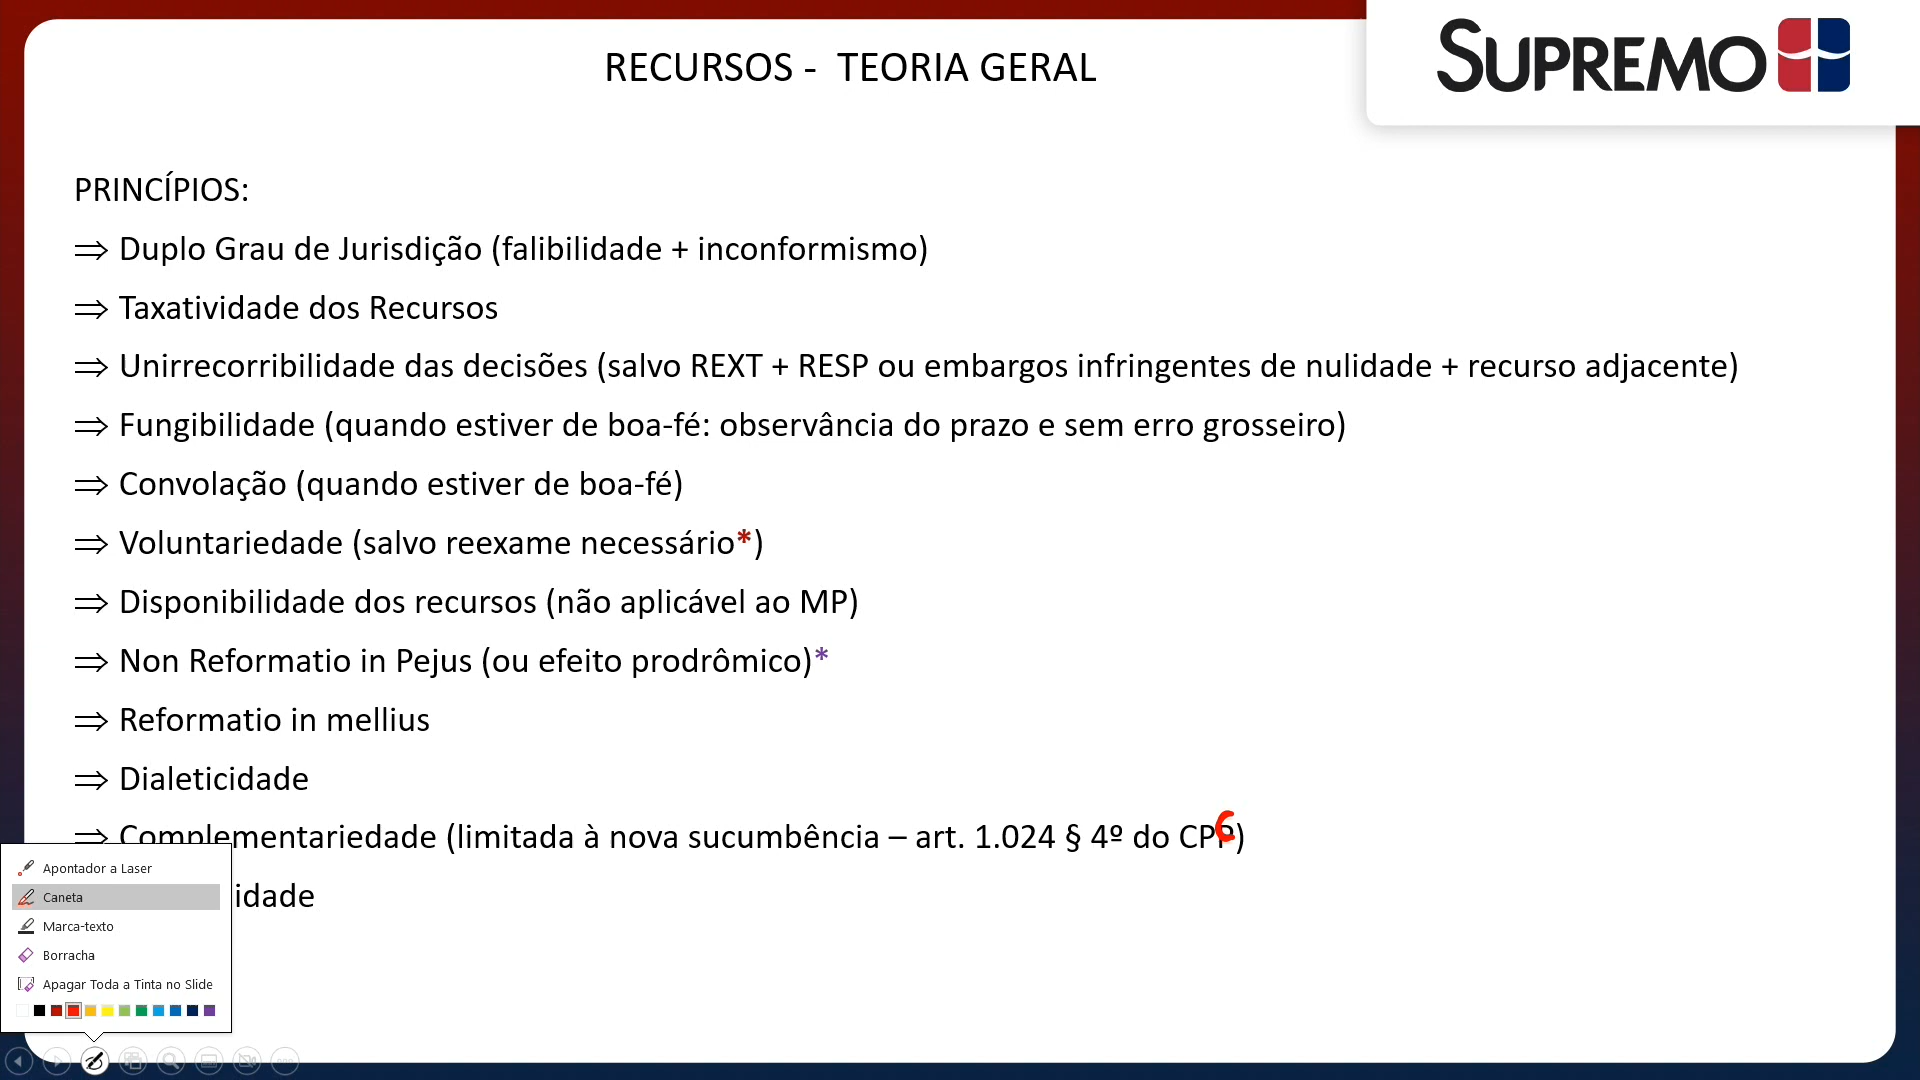 RECURSOS -  TEORIA GERAL
SUPREMO
PRINCÍPIOS:
⇒ Duplo Grau de Jurisdição (falibilidade + inconformismo)
⇒ Taxatividade dos Recursos
⇒ Unirrecorribilidade das decisões (salvo REXT + RESP ou embargos infringentes de nulidade + recurso adjacente)
⇒ Fungibilidade (quando estiver de boa-fé: observância do prazo e sem erro grosseiro)
⇒ Convolação (quando estiver de boa-fé)
⇒ Voluntariedade (salvo reexame necessário*)
⇒ Disponibilidade dos recursos (não aplicável ao MP)
⇒ Non Reformatio in Pejus (ou efeito prodrômico)*
⇒ Reformatio in mellius
⇒ Dialeticidade
⇒ Complementariedade (limitada à nova sucumbência – art. 1.024 § 4º do CPP)
C
idade
Apontador a Laser
Caneta
Marca-texto
Borracha
Apagar Toda a Tinta no Slide